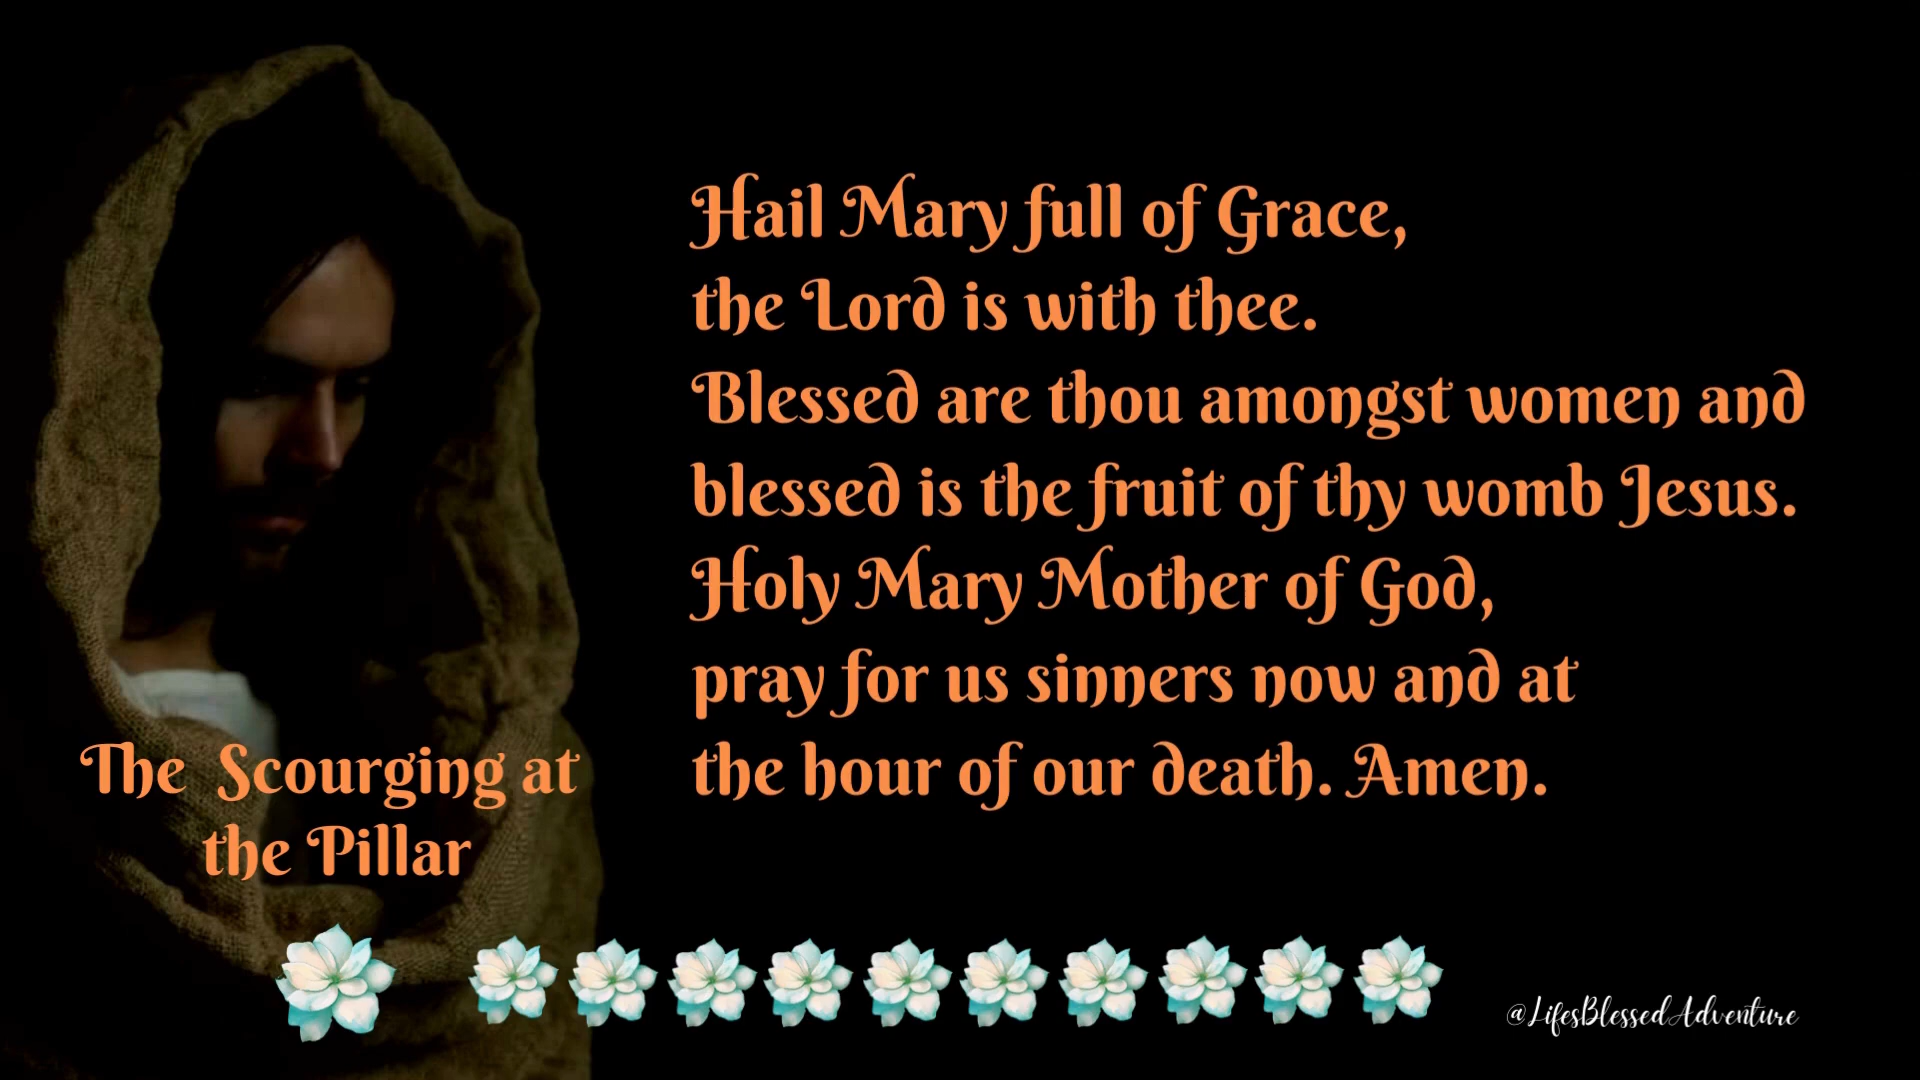 Hail Mary full of Grace,
the Lord is with thee.
Blessed are thou amongst women and
blessed is the fruit of thy womb Jesus.
Holy Mary Mother of God,
pray for us sinners now and at
the hour of our death. Amen.
The Scourging at
the Pillar
@LifesBlessedAdventure